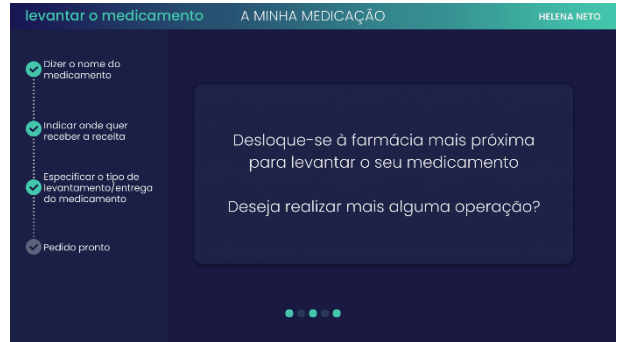 levantar o medicamento
A MINHA MEDICAÇÃO
HELENA NETO
Dizer o nome do
medicamento
Indicar onde quer
receber a receita
Especificar o tipo de
levantamento/entrega
do medicamento
Pedido pronto
Desloque-se à farmácia mais próxima
para levantar o seu medicamento
Deseja realizar mais alguma operação?